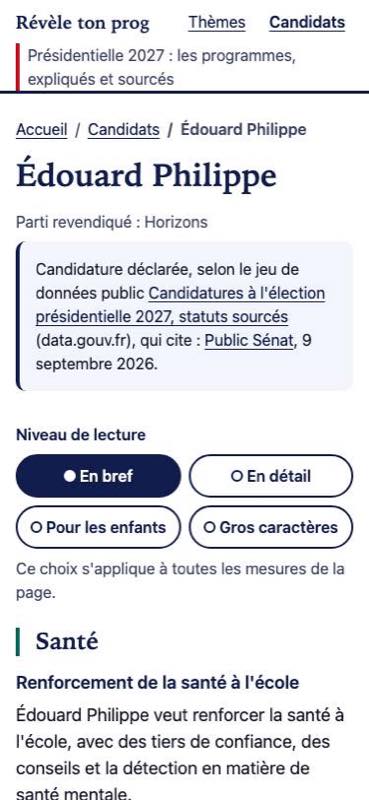 Révèle ton prog Thèmes Candidats
Présidentielle 2027 : les programmes,
expliqués et sourcés
Accueil / Candidats / Édouard Philippe
Édouard Philippe
Parti revendiqué : Horizons
Candidature déclarée, selon le jeu de
données public Candidatures à l'élection
présidentielle 2027, statuts sourcés
(data.gouv.fr), qui cite : Public Sénat, 9
septembre 2026.
Niveau de lecture
En bref
En détail
Pour les enfants
Gros caractères
Ce choix s'applique à toutes les mesures de la
page.
Santé
Renforcement de la santé à l'école
Édouard Philippe veut renforcer la santé à
l'école, avec des tiers de confiance, des
conseils et la détection en matière de
santé mentale.